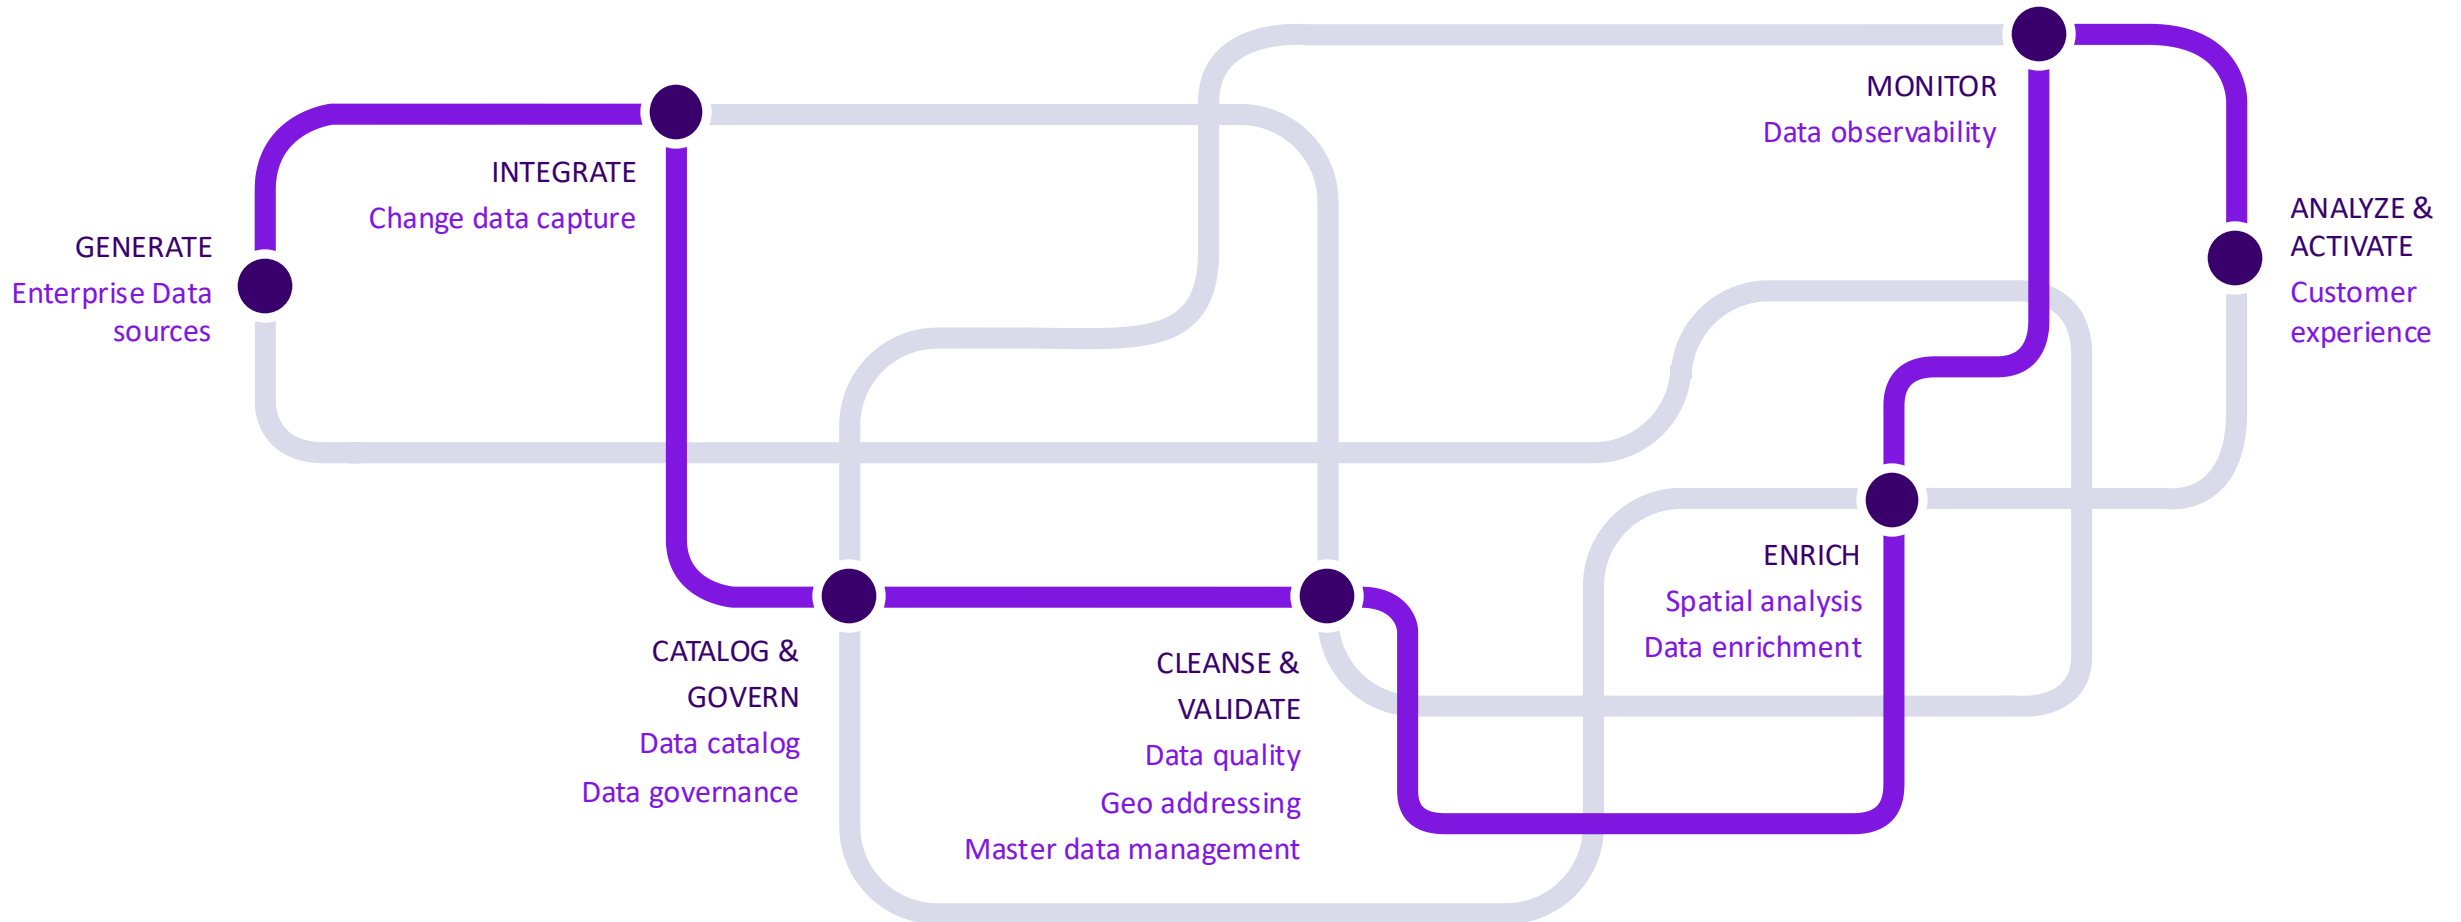 GENERATE
Enterprise Data
sources
INTEGRATE
Change data capture
CATALOG &
GOVERN
Data catalog
Data governance
CLEANSE &
VALIDATE
Data quality
Geo addressing
Master data management
ENRICH
Spatial analysis
Data enrichment
MONITOR
Data observability
ANALYZE &
ACTIVATE
Customer
experience